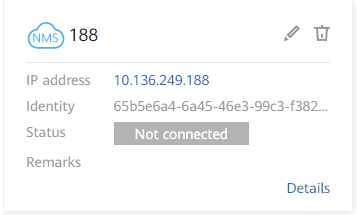 NMS 188
IP address 10.136.249.188
Identity 65b5e6a4-6a45-46e3-99c3-f382...
Status Not connected
Remarks
Details